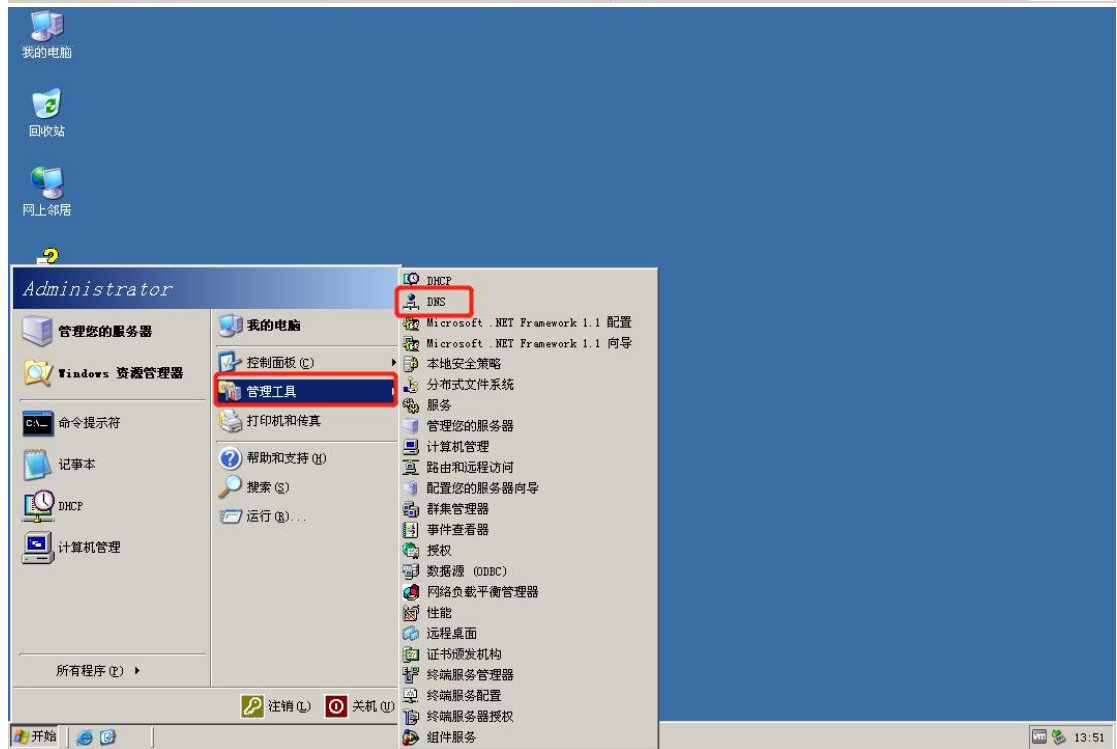 我的电脑
回收站
网上邻居
Administrator
管理您的服务器
Windows 资源管理器
命令提示符
记事本
DHCP
计算机管理
所有程序(P)
我的电脑
控制面板(C)
管理工具
打印机和传真
帮助和支持(H)
搜索(S)
运行(R)...
注销(L)
关机(U)
DHCP
DNS
Microsoft .NET Framework 1.1 配置
Microsoft .NET Framework 1.1 向导
本地安全策略
分布式文件系统
服务
管理您的服务器
计算机管理
路由和远程访问
配置您的服务器向导
群集管理器
事件查看器
授权
数据源 (ODBC)
网络负载平衡管理器
性能
远程桌面
证书颁发机构
终端服务管理器
终端服务配置
终端服务器授权
组件服务
开始
13:51